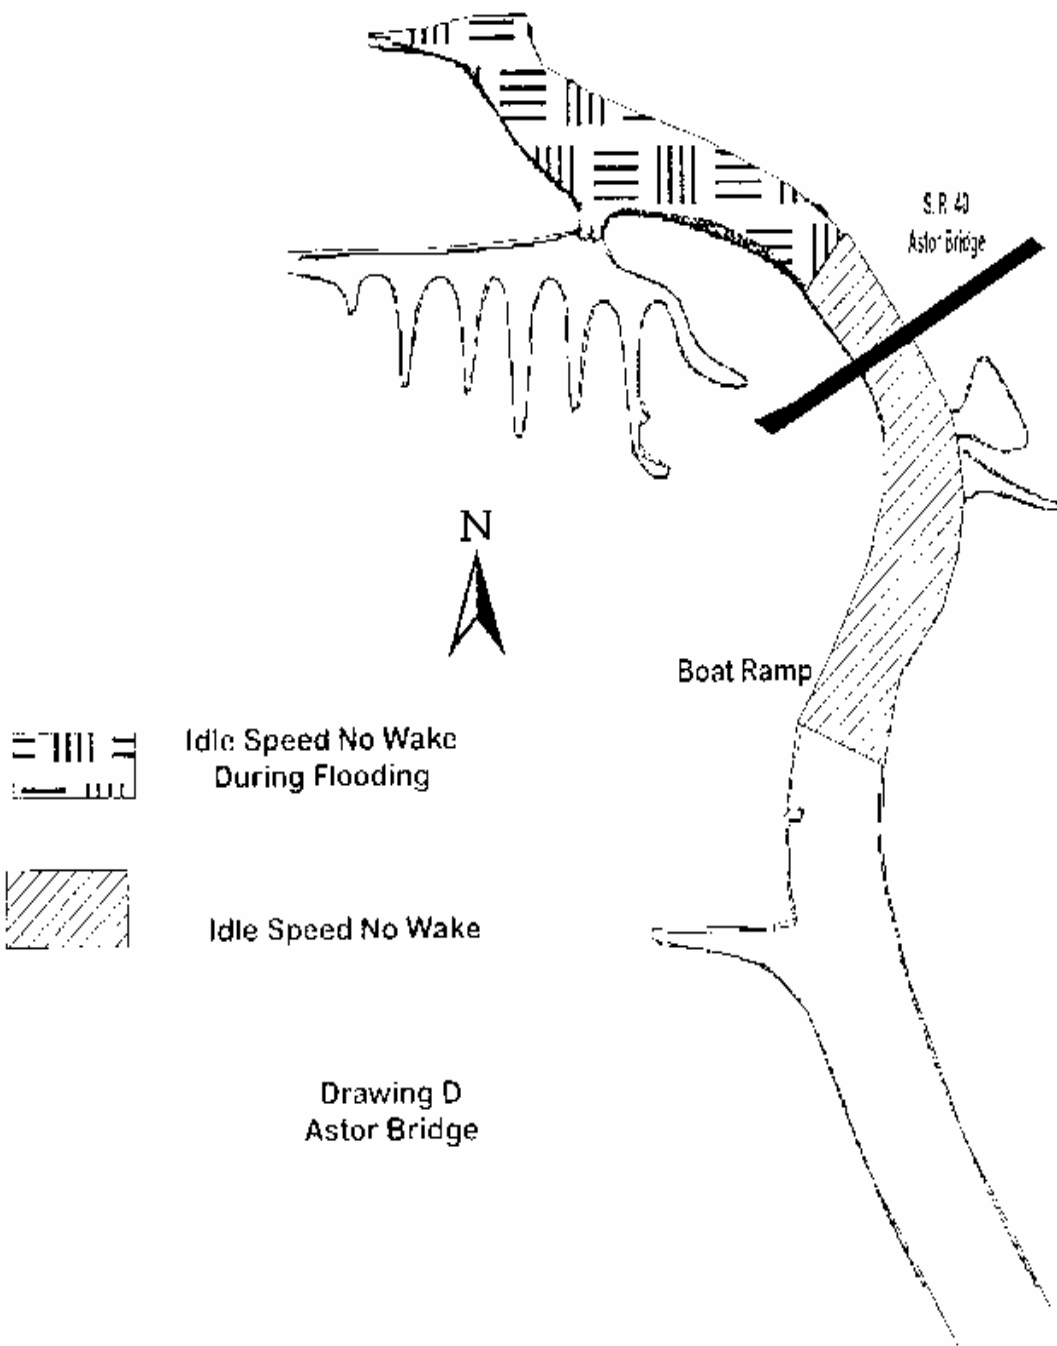 S.R. 40
Astor Bridge
N
Boat Ramp
Idle Speed No Wake
During Flooding
Idle Speed No Wake
Drawing D
Astor Bridge